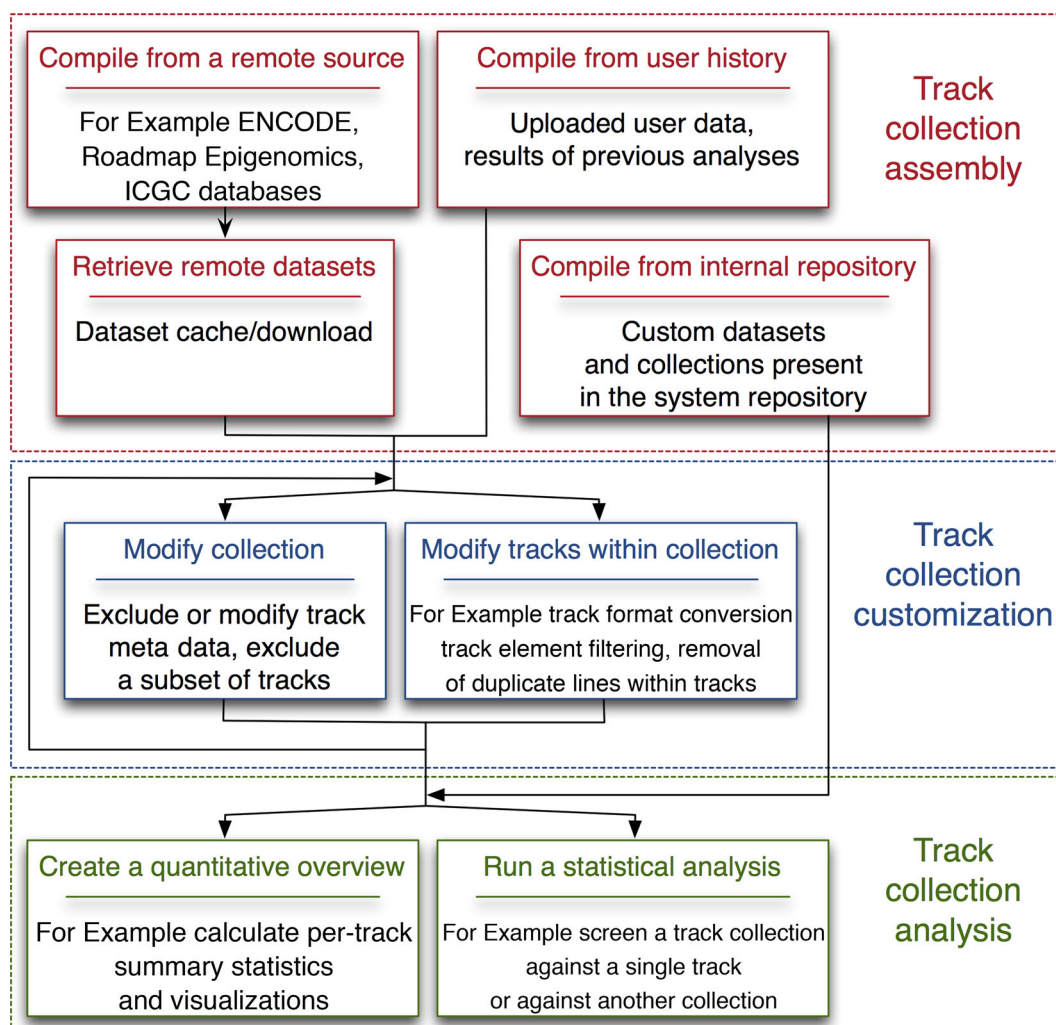 Compile from a remote source
For Example ENCODE,
Roadmap Epigenomics,
ICGC databases
Compile from user history
Uploaded user data,
results of previous analyses
Track
collection
assembly
Retrieve remote datasets
Dataset cache/download
Compile from internal repository
Custom datasets
and collections present
in the system repository
Modify collection
Exclude or modify track
meta data, exclude
a subset of tracks
Modify tracks within collection
For Example track format conversion
track element filtering, removal
of duplicate lines within tracks
Track
collection
customization
Create a quantitative overview
For Example calculate per-track
summary statistics
and visualizations
Run a statistical analysis
For Example screen a track collection
against a single track
or against another collection
Track
collection
analysis